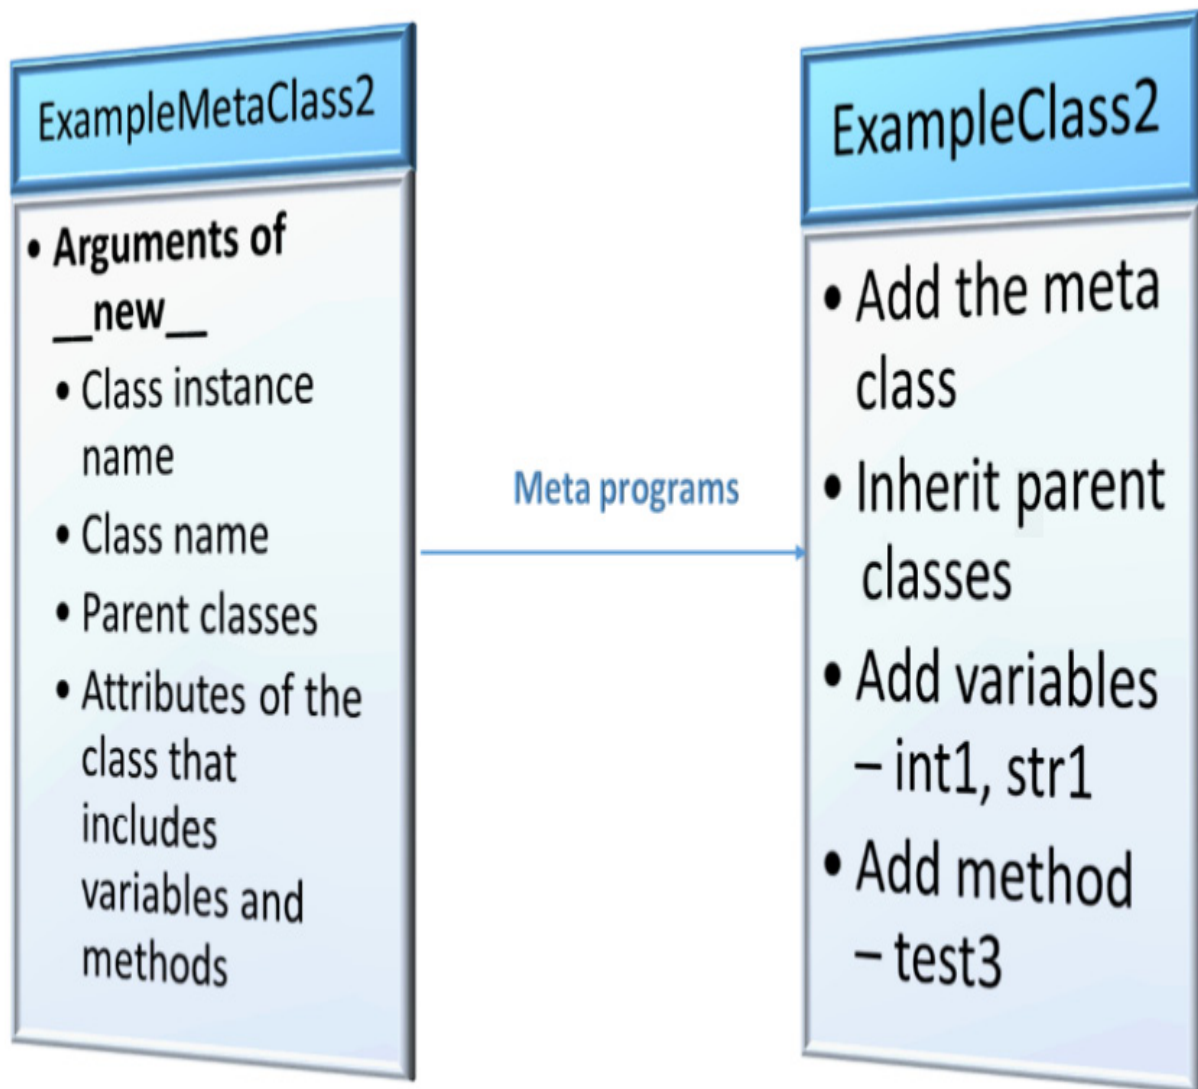 ExampleMetaClass2
• Arguments of
__new__
• Class instance
name
• Class name
• Parent classes
• Attributes of the
class that
includes
variables and
methods
Meta programs
ExampleClass2
• Add the meta
class
• Inherit parent
classes
• Add variables
– int1, str1
• Add method
– test3